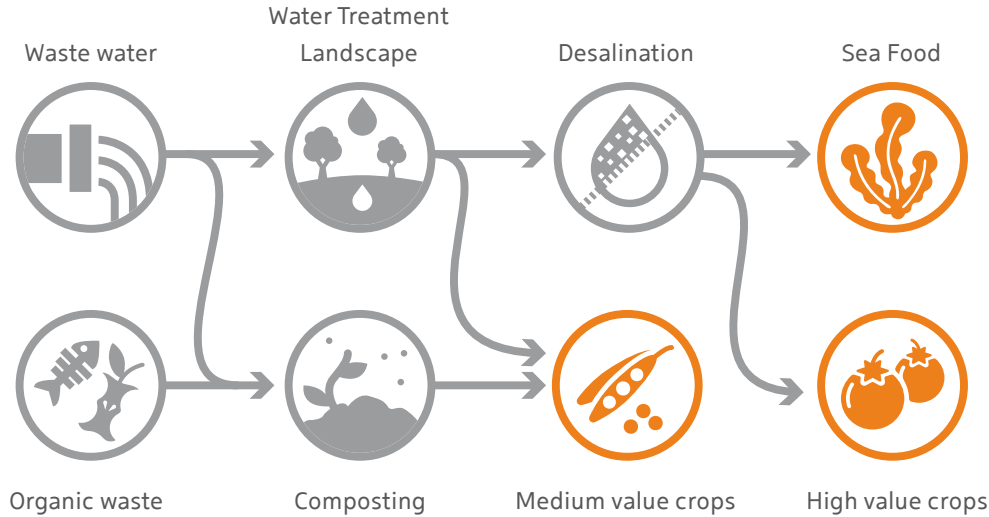 Water Treatment
Waste water
Landscape
Desalination
Sea Food
Organic waste
Composting
Medium value crops
High value crops